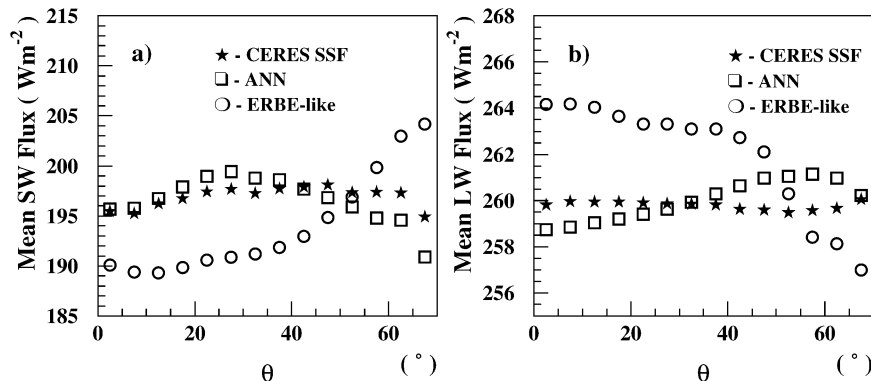 a)
★ - CERES SSF
□ - ANN
○ - ERBE-like
Mean SW Flux ( Wm-2)
215
210
205
200
195
190
185
0 20 40 60
θ ( ° )
b)
★ - CERES SSF
□ - ANN
○ - ERBE-like
Mean LW Flux ( Wm-2)
268
266
264
262
260
258
256
0 20 40 60
θ ( ° )